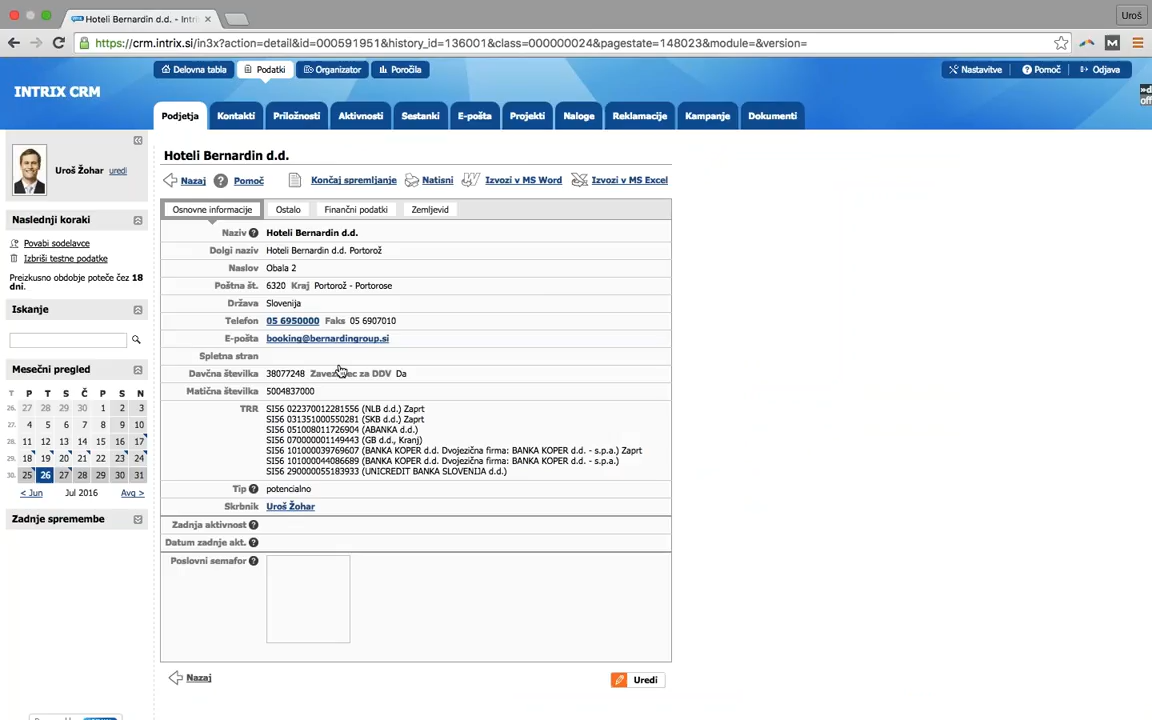 Hoteli Bernardin d.d. - Intri
Uroš
https://crm.intrix.si/in3x?action=detail&id=000591951&history_id=136001&class=000000024&pagestate=148023&module=&version=
Delovna tabla Podatki Organizator Poročila Nastavitve Pomoč Odjava
INTRIX CRM
Podjetja Kontakti Priložnosti Aktivnosti Sestanki E-pošta Projekti Naloge Reklamacije Kampanje Dokumenti
Uroš Žohar uredi
Naslednji koraki
Povabi sodelavce
Izbriši testne podatke
Preizkusno obdobje poteče čez 18
dni.
Iskanje
Mesečni pregled
T P T S Č P S N
26. 27 28 29 30 1 2 3
27. 4 5 6 7 8 9 10
28. 11 12 13 14 15 16 17
29. 18 19 20 21 22 23 24
30. 25 26 27 28 29 30 31
< Jun Jul 2016 Avg >
Zadnje spremembe
Hoteli Bernardin d.d.
Nazaj Pomoč Končaj spremljanje Natisni Izvozi v MS Word Izvozi v MS Excel
Osnovne informacije Ostalo Finančni podatki Zemljevid
Naziv Hoteli Bernardin d.d.
Dolgi naziv Hoteli Bernardin d.d. Portorož
Naslov Obala 2
Poštna št. 6320 Kraj Portorož - Portorose
Država Slovenija
Telefon 05 6950000 Faks 05 6907010
E-pošta booking@bernardingroup.si
Spletna stran
Davčna številka 38077248 za DDV Da
Matična številka 5004837000
TRR SI56 022370012281556 (NLB d.d.) Zaprt
SI56 031351000550281 (SKB d.d.) Zaprt
SI56 051008011726904 (ABANKA d.d.)
SI56 070000001149443 (GB d.d., Kranj)
SI56 101000039769607 (BANKA KOPER d.d. Dvojezična firma: BANKA KOPER d.d. - s.p.a.) Zaprt
SI56 101000044086689 (BANKA KOPER d.d. Dvojezična firma: BANKA KOPER d.d. - s.p.a.)
SI56 290000055183933 (UNICREDIT BANKA SLOVENIJA d.d.)
Tip potencialno
Skrbnik Uroš Žohar
Zadnja aktivnost
Datum zadnje akt.
Poslovni semafor
Nazaj Uredi